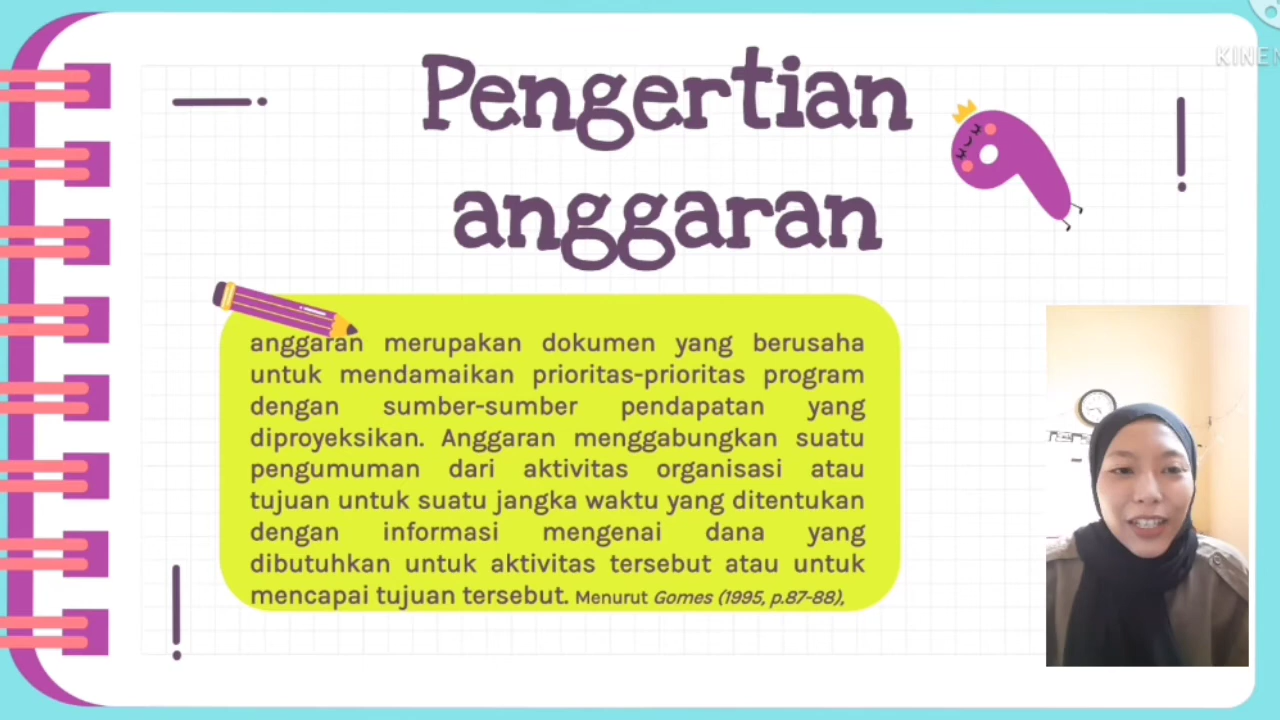 KINEM
Pengertian
anggaran
anggaran merupakan dokumen yang berusaha
untuk mendamaikan prioritas-prioritas program
dengan sumber-sumber pendapatan yang
diproyeksikan. Anggaran menggabungkan suatu
pengumuman dari aktivitas organisasi atau
tujuan untuk suatu jangka waktu yang ditentukan
dengan informasi mengenai dana yang
dibutuhkan untuk aktivitas tersebut atau untuk
mencapai tujuan tersebut. Menurut Gomes (1995, p.87-88),